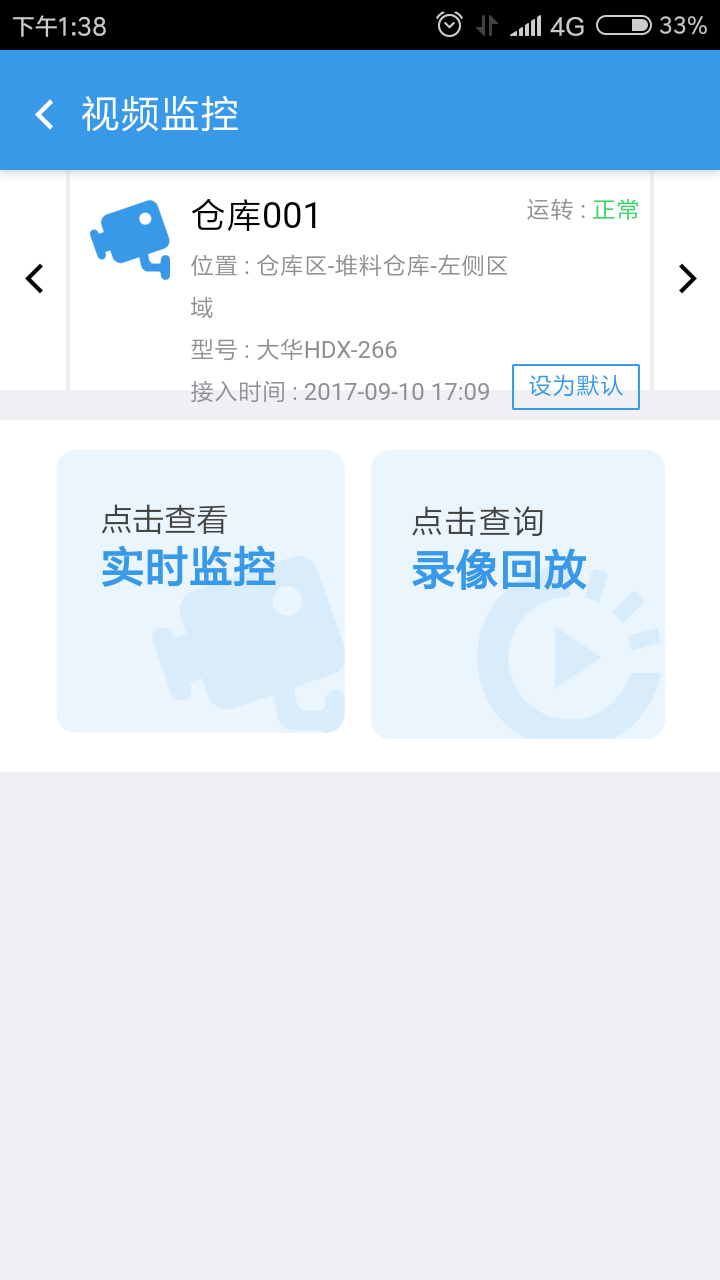 下午1:38 4G 33%
视频监控
仓库001 运转 : 正常
位置 : 仓库区-堆料仓库-左侧区
域
型号 : 大华HDX-266
接入时间 : 2017-09-10 17:09 设为默认
点击查看
实时监控
点击查询
录像回放